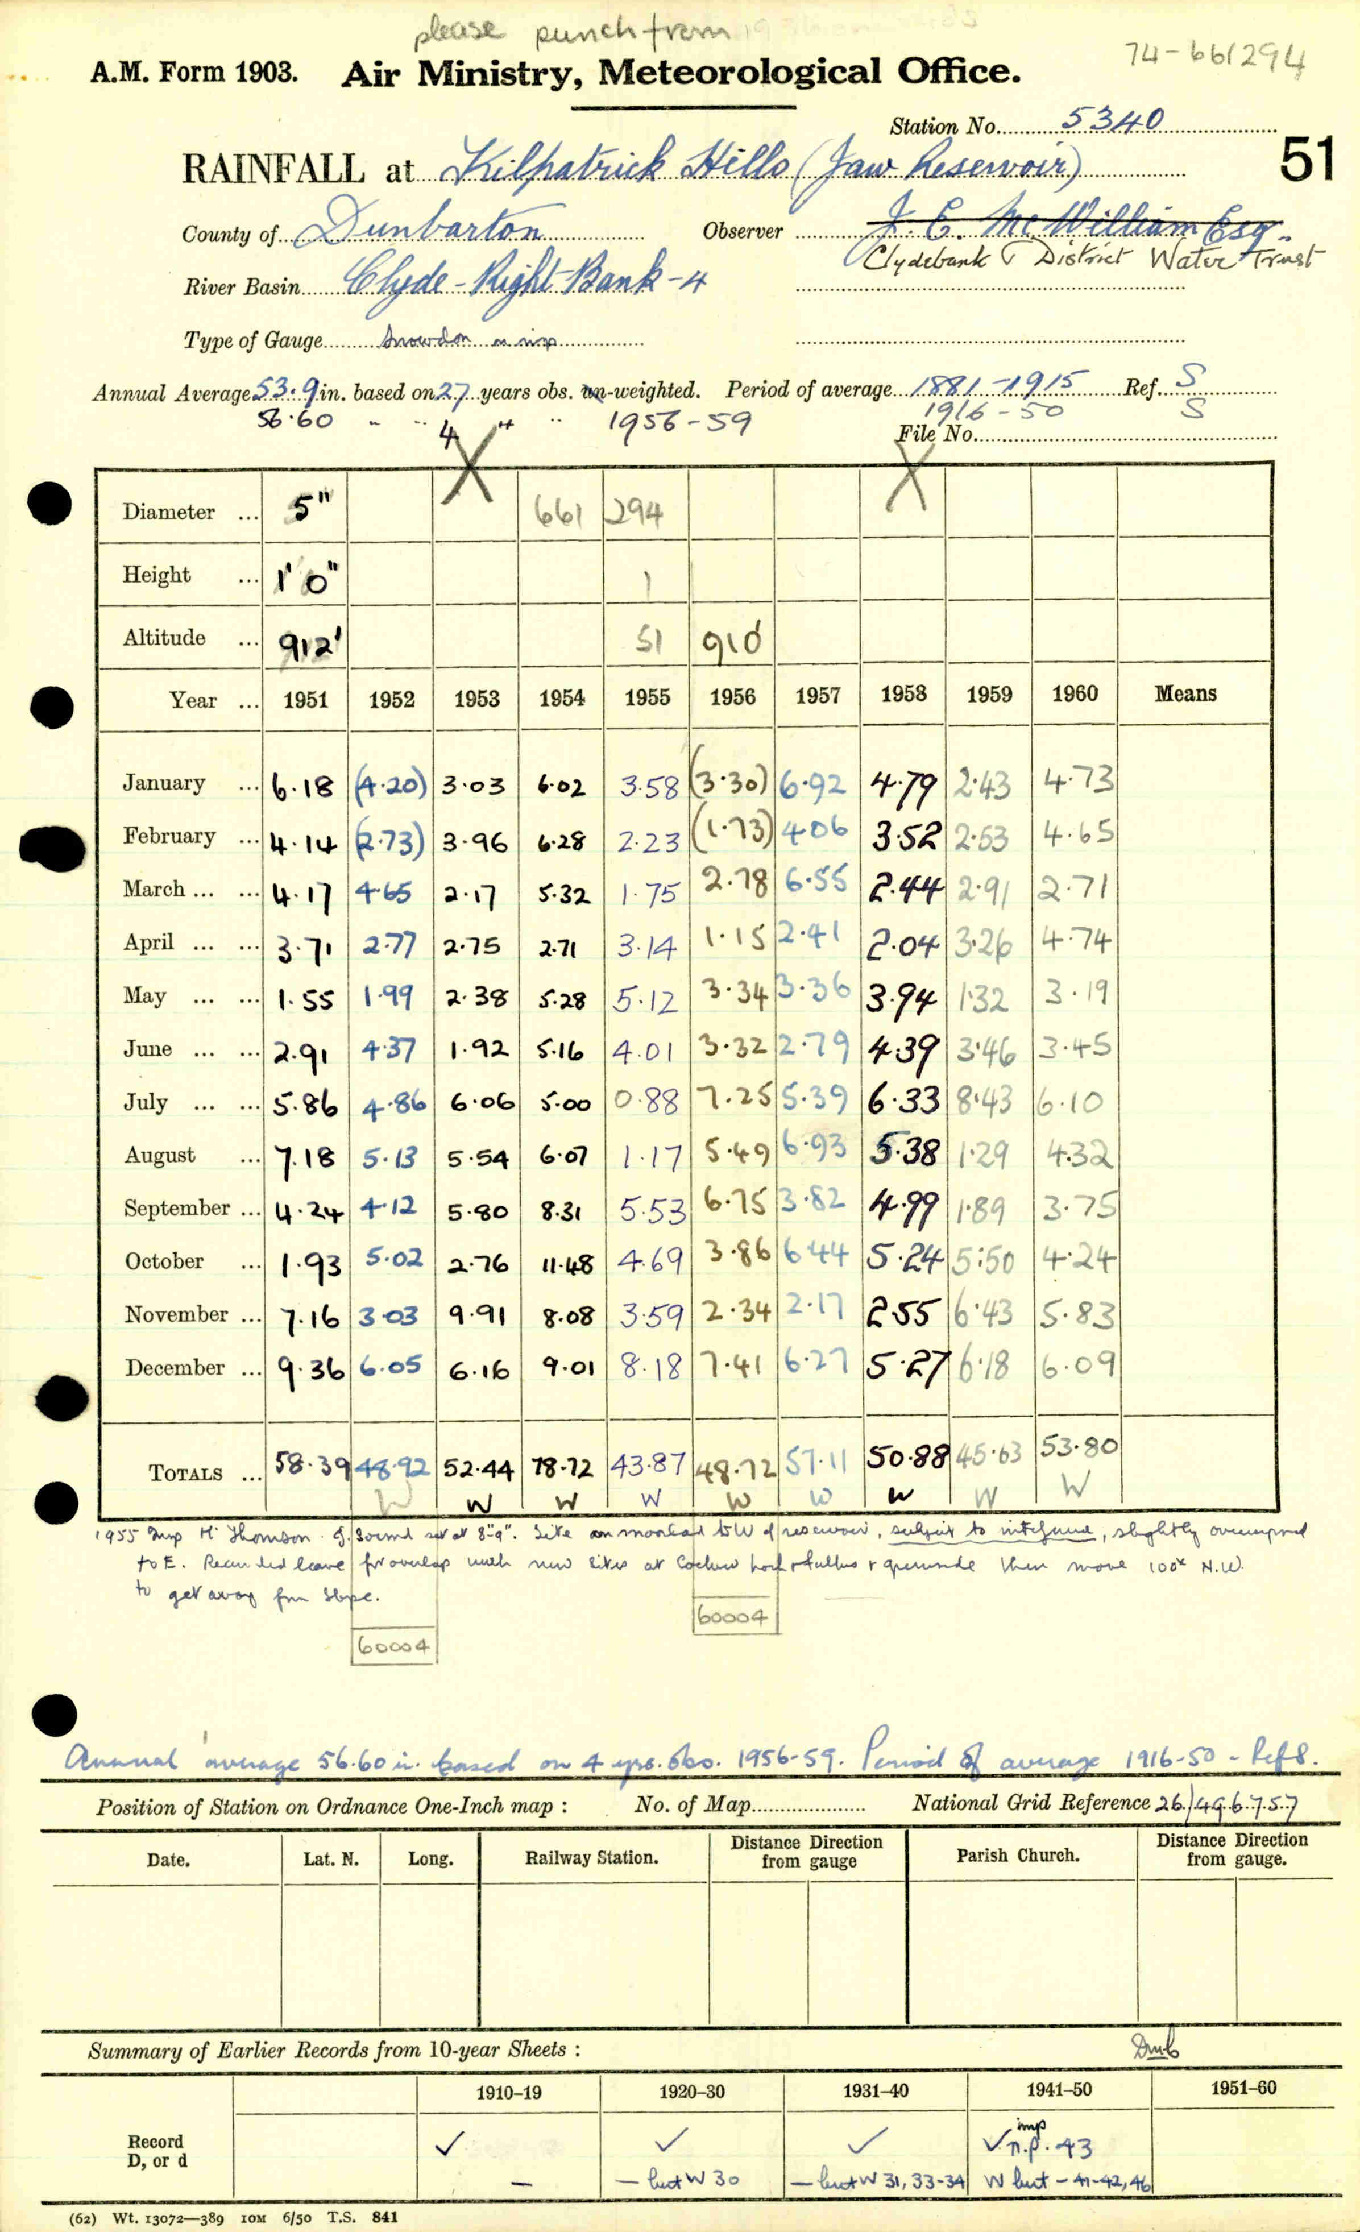 please punch from
74-661294
A.M. Form 1903. Air Ministry, Meteorological Office.
Station No. 5340
51
RAINFALL at Kilpatrick Hills (Jaw Reservoir)
County of Dunbarton Observer J. E. McWilliam Esq.
Clydebank & District Water Trust
River Basin Clyde - Right Bank - 4
Type of Gauge Snowdon m imp
Annual Average 53.9 in. based on 27 years obs. un-weighted. Period of average 1881-1915 Ref. S
56.60 " " 4 " " 1956-59 1916-50 S
File No.
Diameter ... 5" 661 294
Height ... 1' 0" 1
Altitude ... 912' 51 910'
Year ... 1951 1952 1953 1954 1955 1956 1957 1958 1959 1960 Means
January ... 6.18 (4.20) 3.03 6.02 3.58 (3.30) 6.92 4.79 2.43 4.73
February ... 4.14 (2.73) 3.96 6.28 2.23 (1.73) 4.06 3.52 2.53 4.65
March ... ... 4.17 4.65 2.17 5.32 1.75 2.78 6.55 2.44 2.91 2.71
April ... ... 3.71 2.77 2.75 2.71 3.14 1.15 2.41 2.04 3.26 4.74
May ... ... 1.55 1.99 2.38 5.28 5.12 3.34 3.36 3.94 1.32 3.19
June ... ... 2.91 4.37 1.92 5.16 4.01 3.32 2.79 4.39 3.46 3.45
July ... ... 5.86 4.86 6.06 5.00 0.88 7.25 5.39 6.33 8.43 6.10
August ... 7.18 5.13 5.54 6.07 1.17 5.49 6.93 5.38 1.29 4.32
September ... 4.24 4.12 5.80 8.31 5.53 6.75 3.82 4.99 1.89 3.75
October ... 1.93 5.02 2.76 11.48 4.69 3.86 6.44 5.24 5.50 4.24
November ... 7.16 3.03 9.91 8.08 3.59 2.34 2.17 2.55 6.43 5.83
December ... 9.36 6.05 6.16 9.01 8.18 7.41 6.27 5.27 6.18 6.09
TOTALS ... 58.39 48.92 52.44 78.72 43.87 48.72 57.11 50.88 45.63 53.80
W W W W W W W W W
1955 Insp H. Thomson. G. Sound set at 8"9". Site on moorland to W of reservoir, subject to interference, slightly overexposed
to E. Recorded leave for overlap with new sites at Cochno Loch + then move 100x N.W.
to get away from slope.
60004
60004
Annual average 56.60 in. based on 4 yrs. obs. 1956-59. Period of average 1916-50 - Ref S.
Position of Station on Ordnance One-Inch map : No. of Map National Grid Reference 26/496757
Date. Lat. N. Long. Railway Station. Distance Direction from gauge Parish Church. Distance Direction from gauge.
Summary of Earlier Records from 10-year Sheets : Dmb
1910-19 1920-30 1931-40 1941-50 1951-60
Record ✓ ✓ ✓ ✓ imp n.p. 43
D, or d — — but W 30 — but W 31, 33-34 W but - 41-42, 46
(62) Wt. 13072—389 10M 6/50 T.S. 841